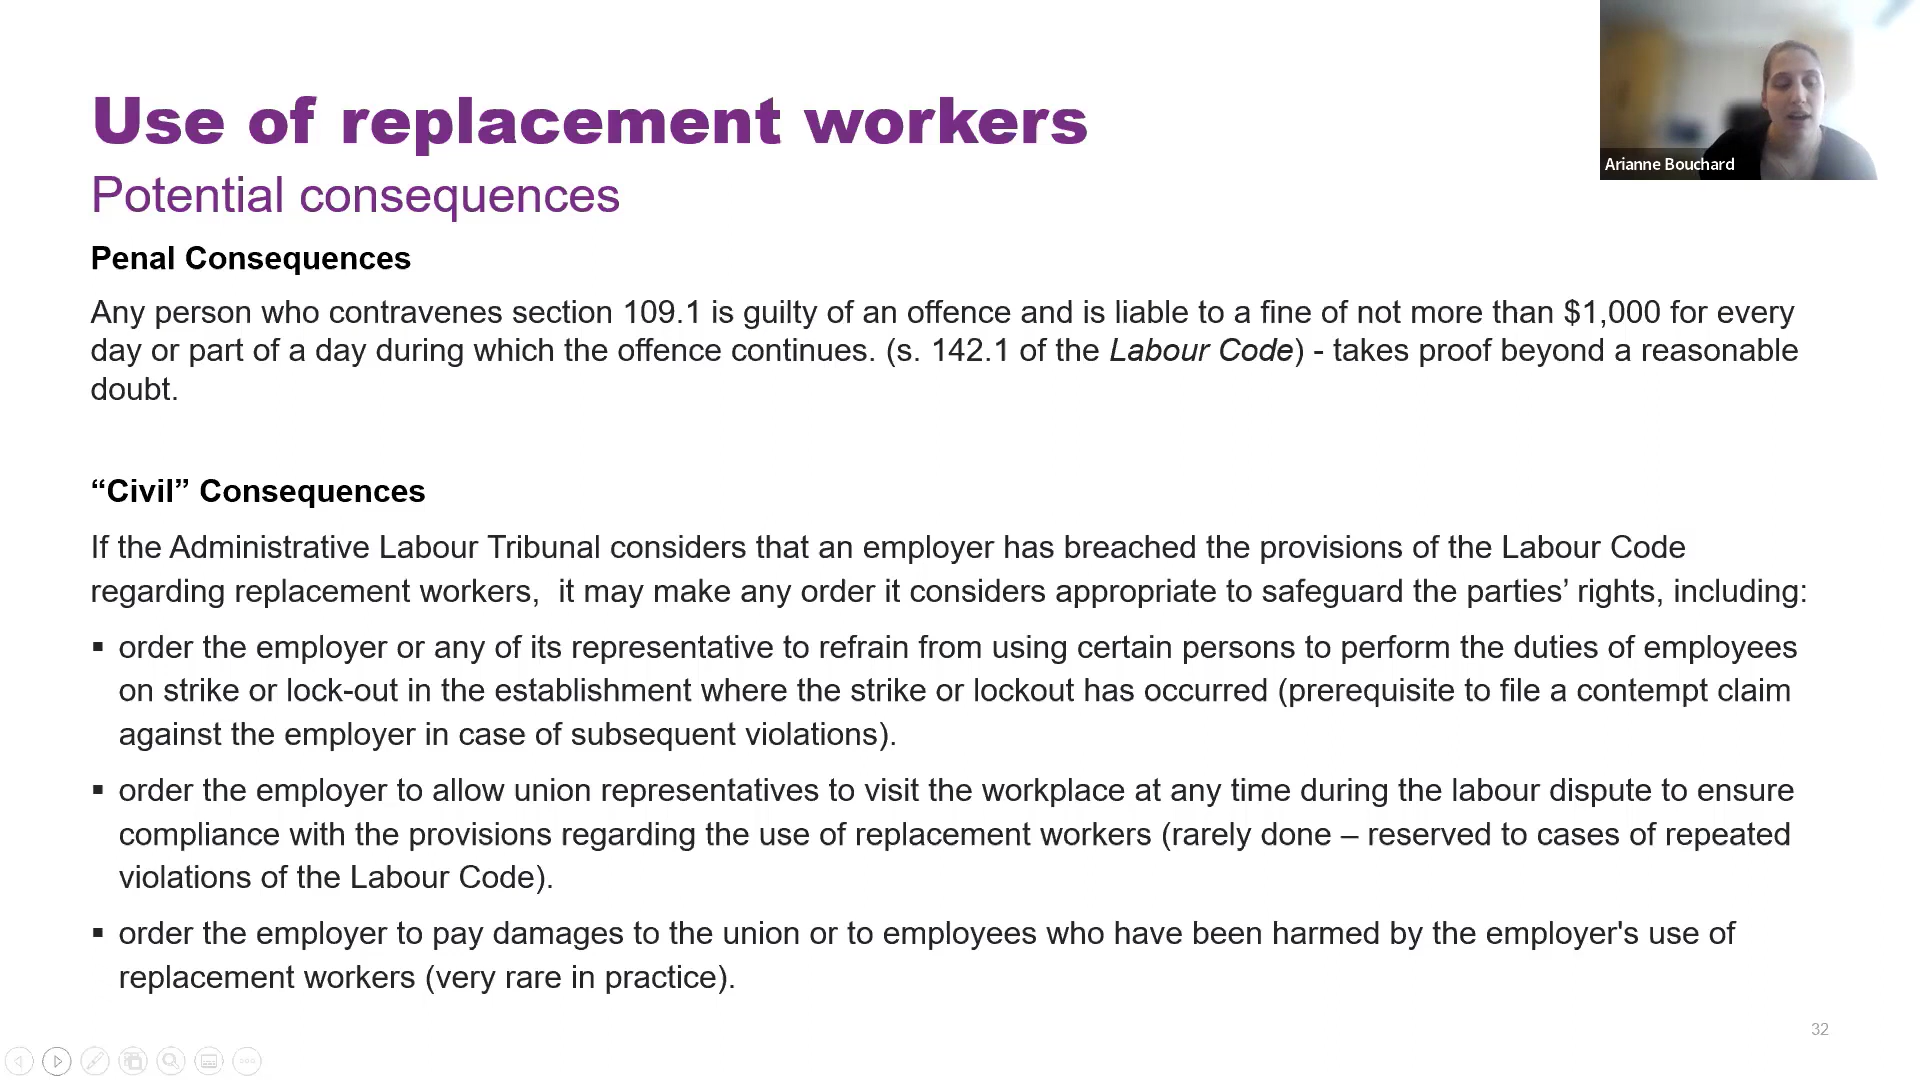 Use of replacement workers
Arianne Bouchard
Potential consequences
Penal Consequences
Any person who contravenes section 109.1 is guilty of an offence and is liable to a fine of not more than $1,000 for every
day or part of a day during which the offence continues. (s. 142.1 of the Labour Code) - takes proof beyond a reasonable
doubt.
“Civil” Consequences
If the Administrative Labour Tribunal considers that an employer has breached the provisions of the Labour Code
regarding replacement workers,  it may make any order it considers appropriate to safeguard the parties’ rights, including:
▪ order the employer or any of its representative to refrain from using certain persons to perform the duties of employees
on strike or lock-out in the establishment where the strike or lockout has occurred (prerequisite to file a contempt claim
against the employer in case of subsequent violations).
▪ order the employer to allow union representatives to visit the workplace at any time during the labour dispute to ensure
compliance with the provisions regarding the use of replacement workers (rarely done – reserved to cases of repeated
violations of the Labour Code).
▪ order the employer to pay damages to the union or to employees who have been harmed by the employer's use of
replacement workers (very rare in practice).
32